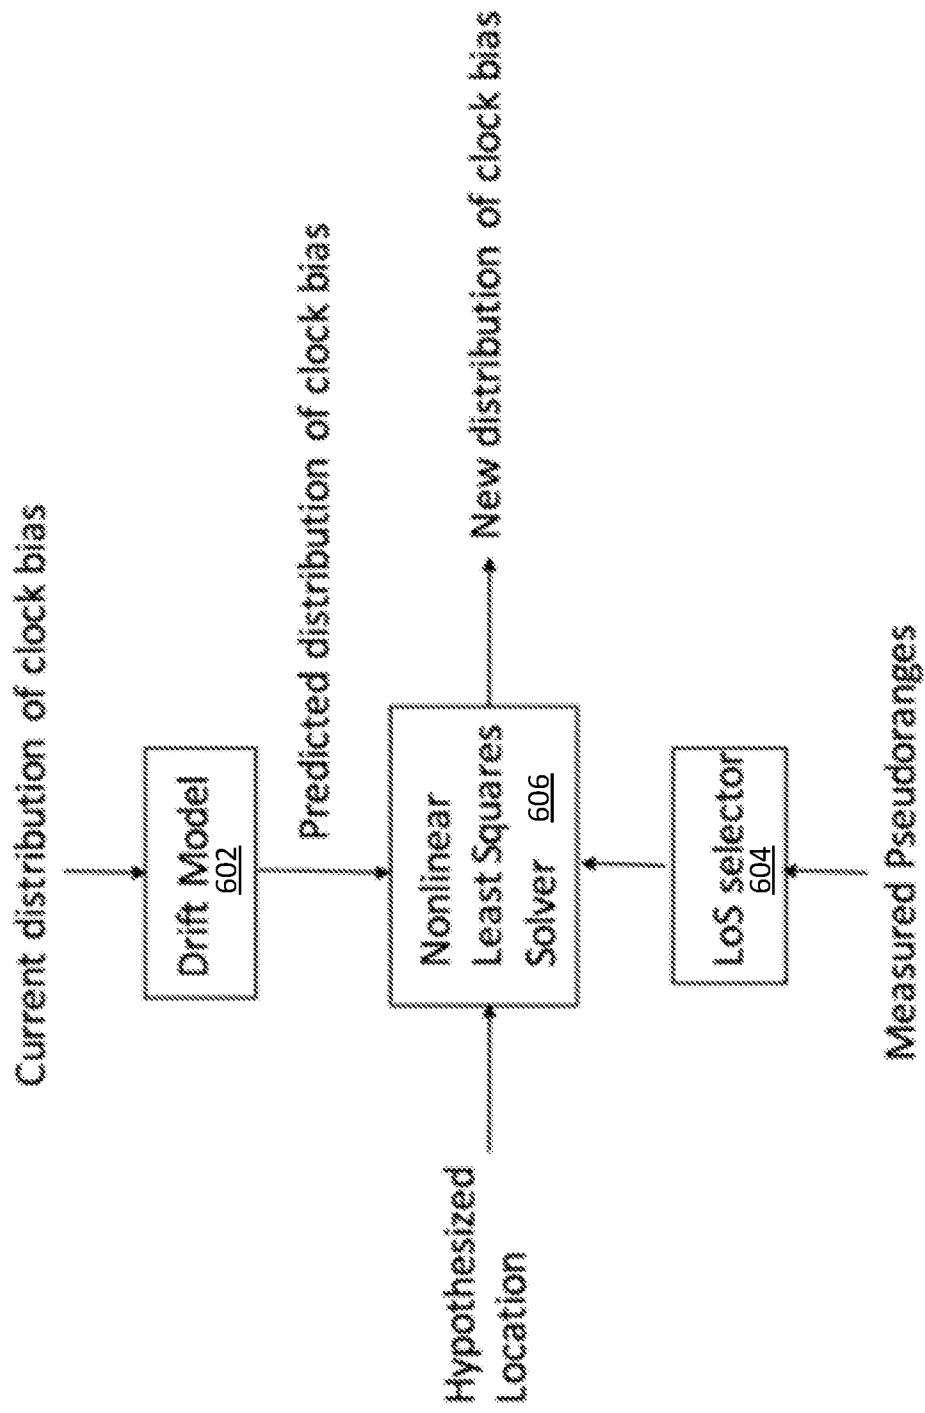 Current distribution of clock bias
Drift Model
602
Predicted distribution of clock bias
Hypothesized
Location
Nonlinear
Least Squares
Solver 606
New distribution of clock bias
LoS selector
604
Measured Pseudoranges